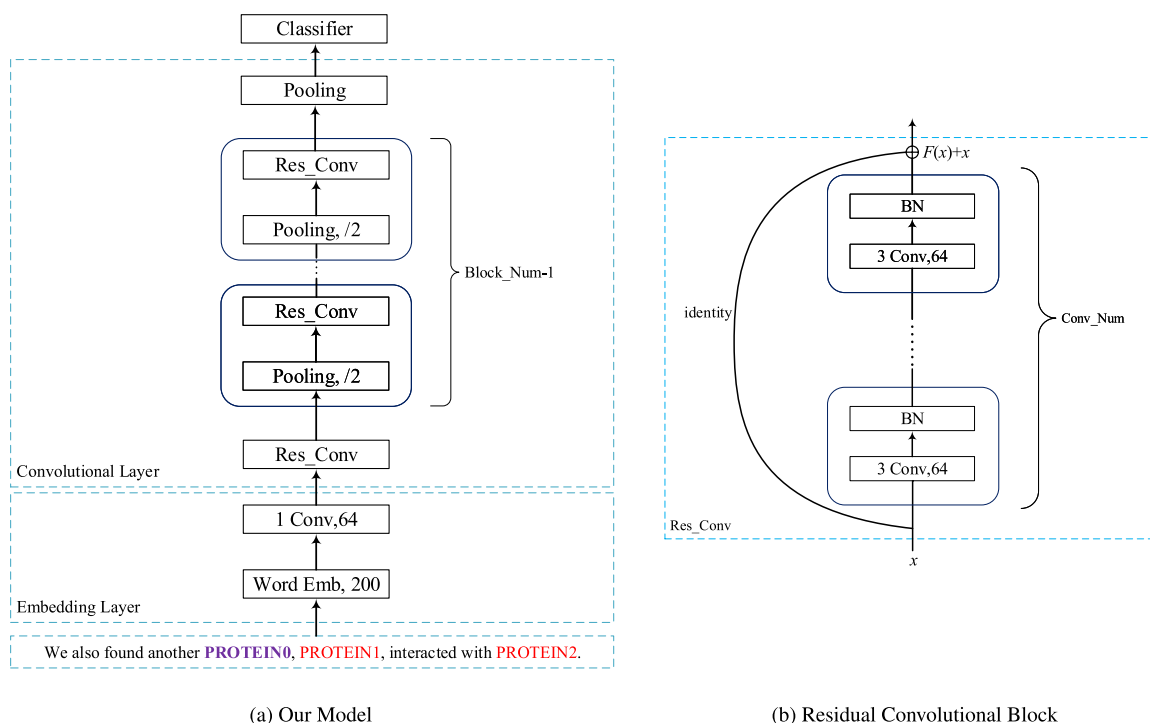 Classifier
Pooling
Res_Conv
Pooling, /2
Block_Num-1
Res_Conv
Pooling, /2
Res_Conv
Convolutional Layer
1 Conv,64
Word Emb, 200
Embedding Layer
We also found another PROTEIN0, PROTEIN1, interacted with PROTEIN2.
(a) Our Model
F(x)+x
BN
3 Conv,64
identity
Conv_Num
BN
3 Conv,64
Res_Conv
x
(b) Residual Convolutional Block